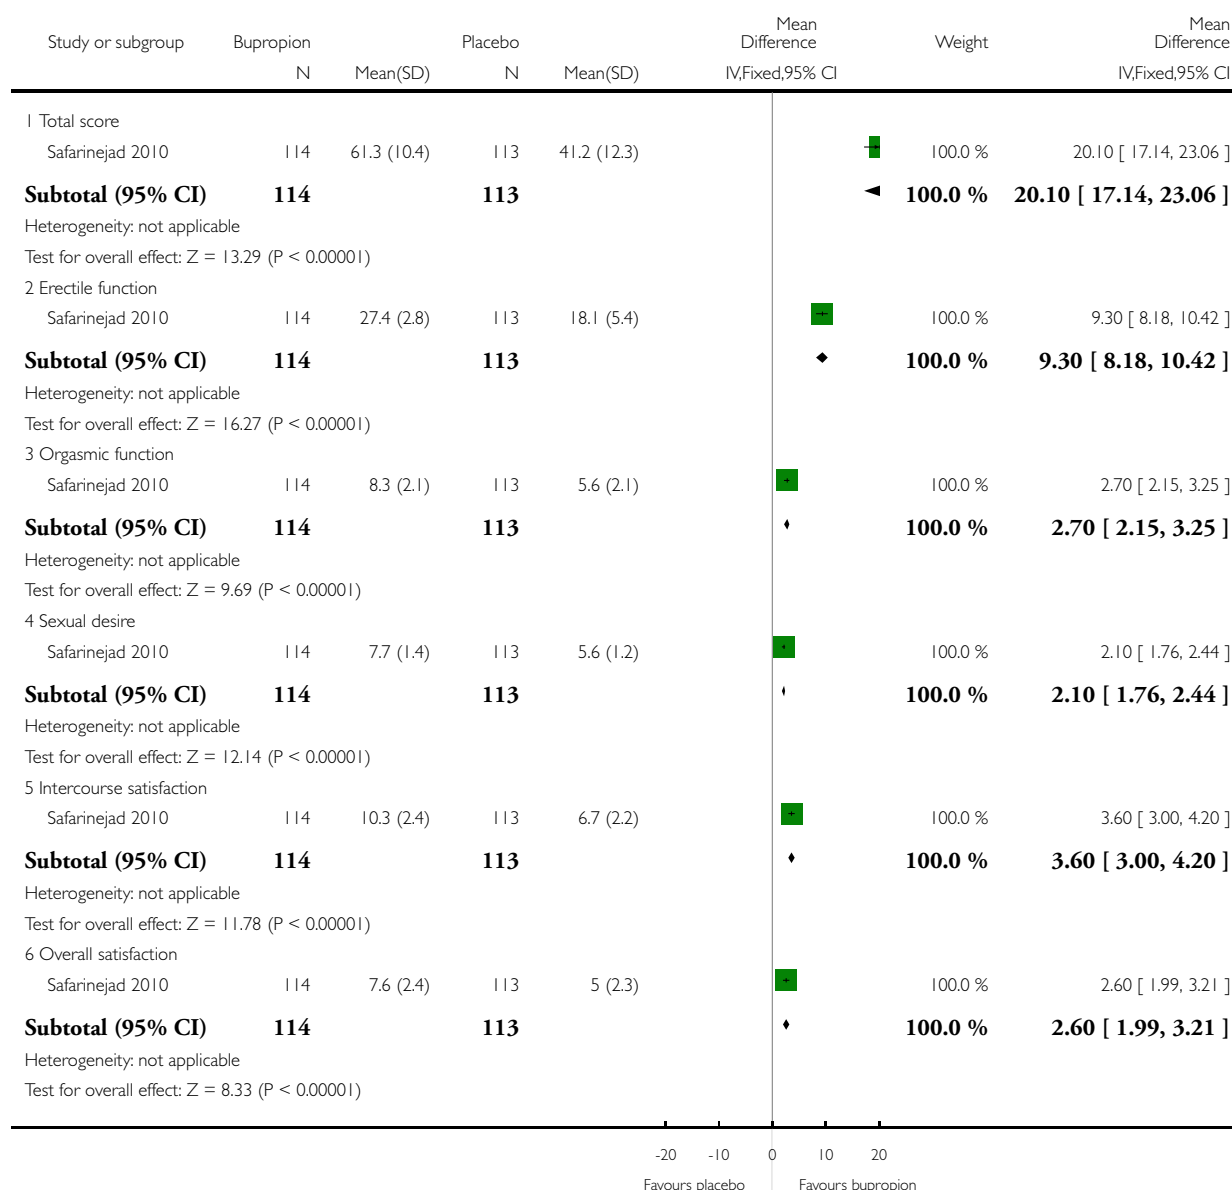 Study or subgroup Bupropion Placebo Mean Difference Weight Mean Difference
N Mean(SD) N Mean(SD) IV,Fixed,95% CI IV,Fixed,95% CI
1 Total score
Safarinejad 2010 114 61.3 (10.4) 113 41.2 (12.3) 100.0 % 20.10 [ 17.14, 23.06 ]
Subtotal (95% CI) 114 113 100.0 % 20.10 [ 17.14, 23.06 ]
Heterogeneity: not applicable
Test for overall effect: Z = 13.29 (P < 0.00001)
2 Erectile function
Safarinejad 2010 114 27.4 (2.8) 113 18.1 (5.4) 100.0 % 9.30 [ 8.18, 10.42 ]
Subtotal (95% CI) 114 113 100.0 % 9.30 [ 8.18, 10.42 ]
Heterogeneity: not applicable
Test for overall effect: Z = 16.27 (P < 0.00001)
3 Orgasmic function
Safarinejad 2010 114 8.3 (2.1) 113 5.6 (2.1) 100.0 % 2.70 [ 2.15, 3.25 ]
Subtotal (95% CI) 114 113 100.0 % 2.70 [ 2.15, 3.25 ]
Heterogeneity: not applicable
Test for overall effect: Z = 9.69 (P < 0.00001)
4 Sexual desire
Safarinejad 2010 114 7.7 (1.4) 113 5.6 (1.2) 100.0 % 2.10 [ 1.76, 2.44 ]
Subtotal (95% CI) 114 113 100.0 % 2.10 [ 1.76, 2.44 ]
Heterogeneity: not applicable
Test for overall effect: Z = 12.14 (P < 0.00001)
5 Intercourse satisfaction
Safarinejad 2010 114 10.3 (2.4) 113 6.7 (2.2) 100.0 % 3.60 [ 3.00, 4.20 ]
Subtotal (95% CI) 114 113 100.0 % 3.60 [ 3.00, 4.20 ]
Heterogeneity: not applicable
Test for overall effect: Z = 11.78 (P < 0.00001)
6 Overall satisfaction
Safarinejad 2010 114 7.6 (2.4) 113 5 (2.3) 100.0 % 2.60 [ 1.99, 3.21 ]
Subtotal (95% CI) 114 113 100.0 % 2.60 [ 1.99, 3.21 ]
Heterogeneity: not applicable
Test for overall effect: Z = 8.33 (P < 0.00001)
-20 -10 0 10 20
Favours placebo Favours bupropion